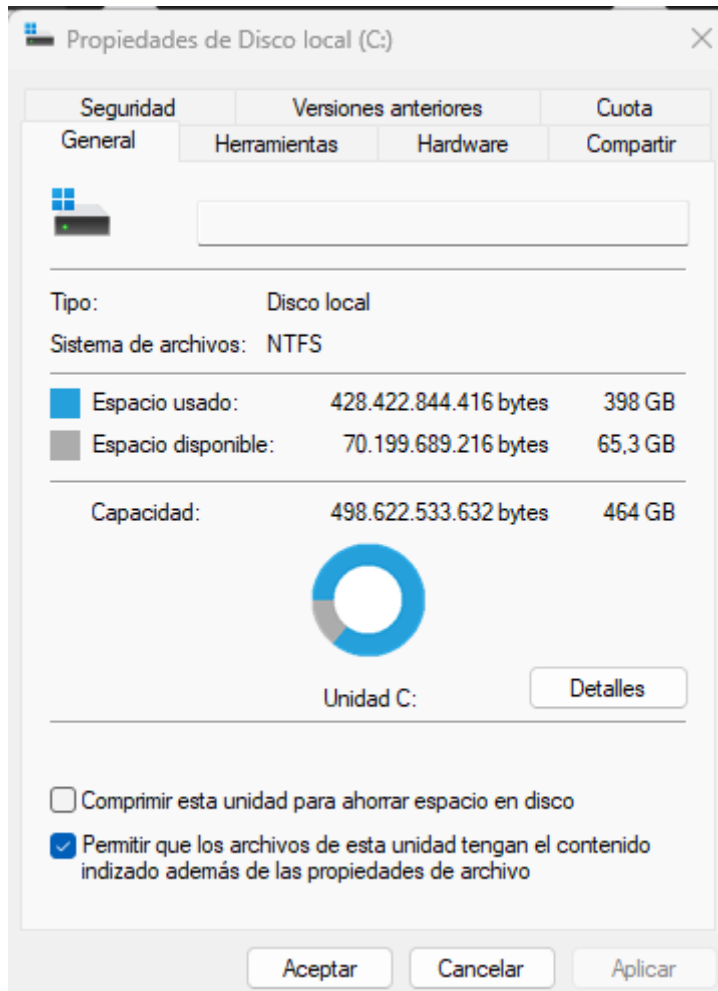 Propiedades de Disco local (C:)
Seguridad Versiones anteriores Cuota
General Herramientas Hardware Compartir
Tipo: Disco local
Sistema de archivos: NTFS
Espacio usado: 428.422.844.416 bytes 398 GB
Espacio disponible: 70.199.689.216 bytes 65,3 GB
Capacidad: 498.622.533.632 bytes 464 GB
Unidad C: Detalles
Comprimir esta unidad para ahorrar espacio en disco
Permitir que los archivos de esta unidad tengan el contenido
indizado además de las propiedades de archivo
Aceptar Cancelar Aplicar